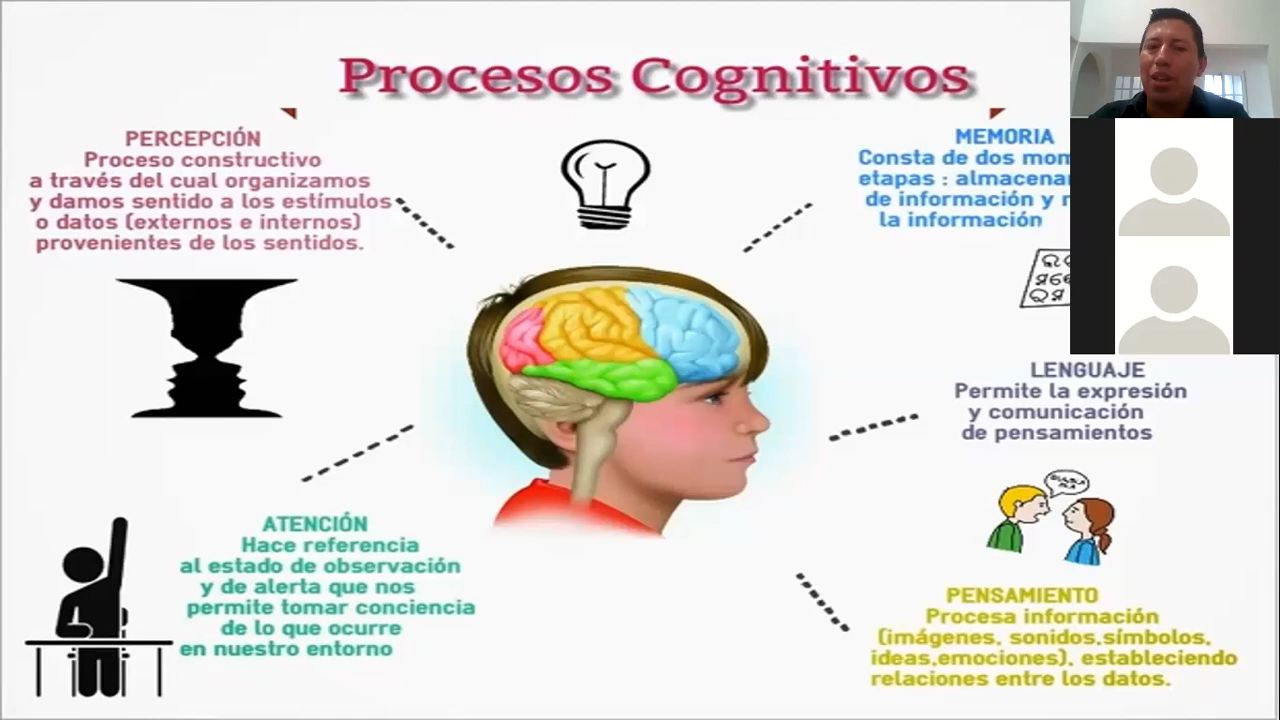 Procesos Cognitivos
PERCEPCIÓN
Proceso constructivo
a través del cual organizamos
y damos sentido a los estímulos
o datos (externos e internos)
provenientes de los sentidos.
MEMORIA
Consta de dos
etapas : 
de información y
la información
LENGUAJE
Permite la expresión
y comunicación
de pensamientos
ATENCIÓN
Hace referencia
al estado de observación
y de alerta que nos
permite tomar conciencia
de lo que ocurre
en nuestro entorno
PENSAMIENTO
Procesa información
(imágenes, sonidos,símbolos,
ideas,emociones), estableciendo
relaciones entre los datos.